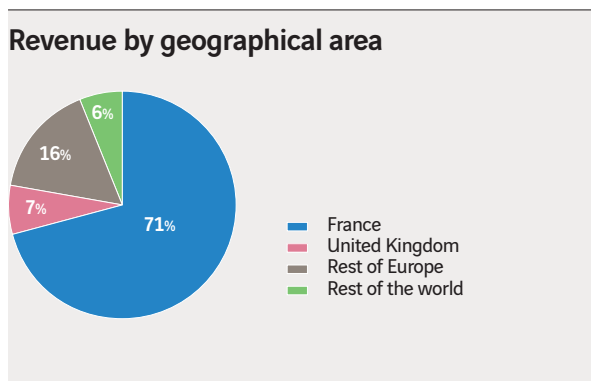 Revenue by geographical area
6%
16%
7%
71%
France
United Kingdom
Rest of Europe
Rest of the world